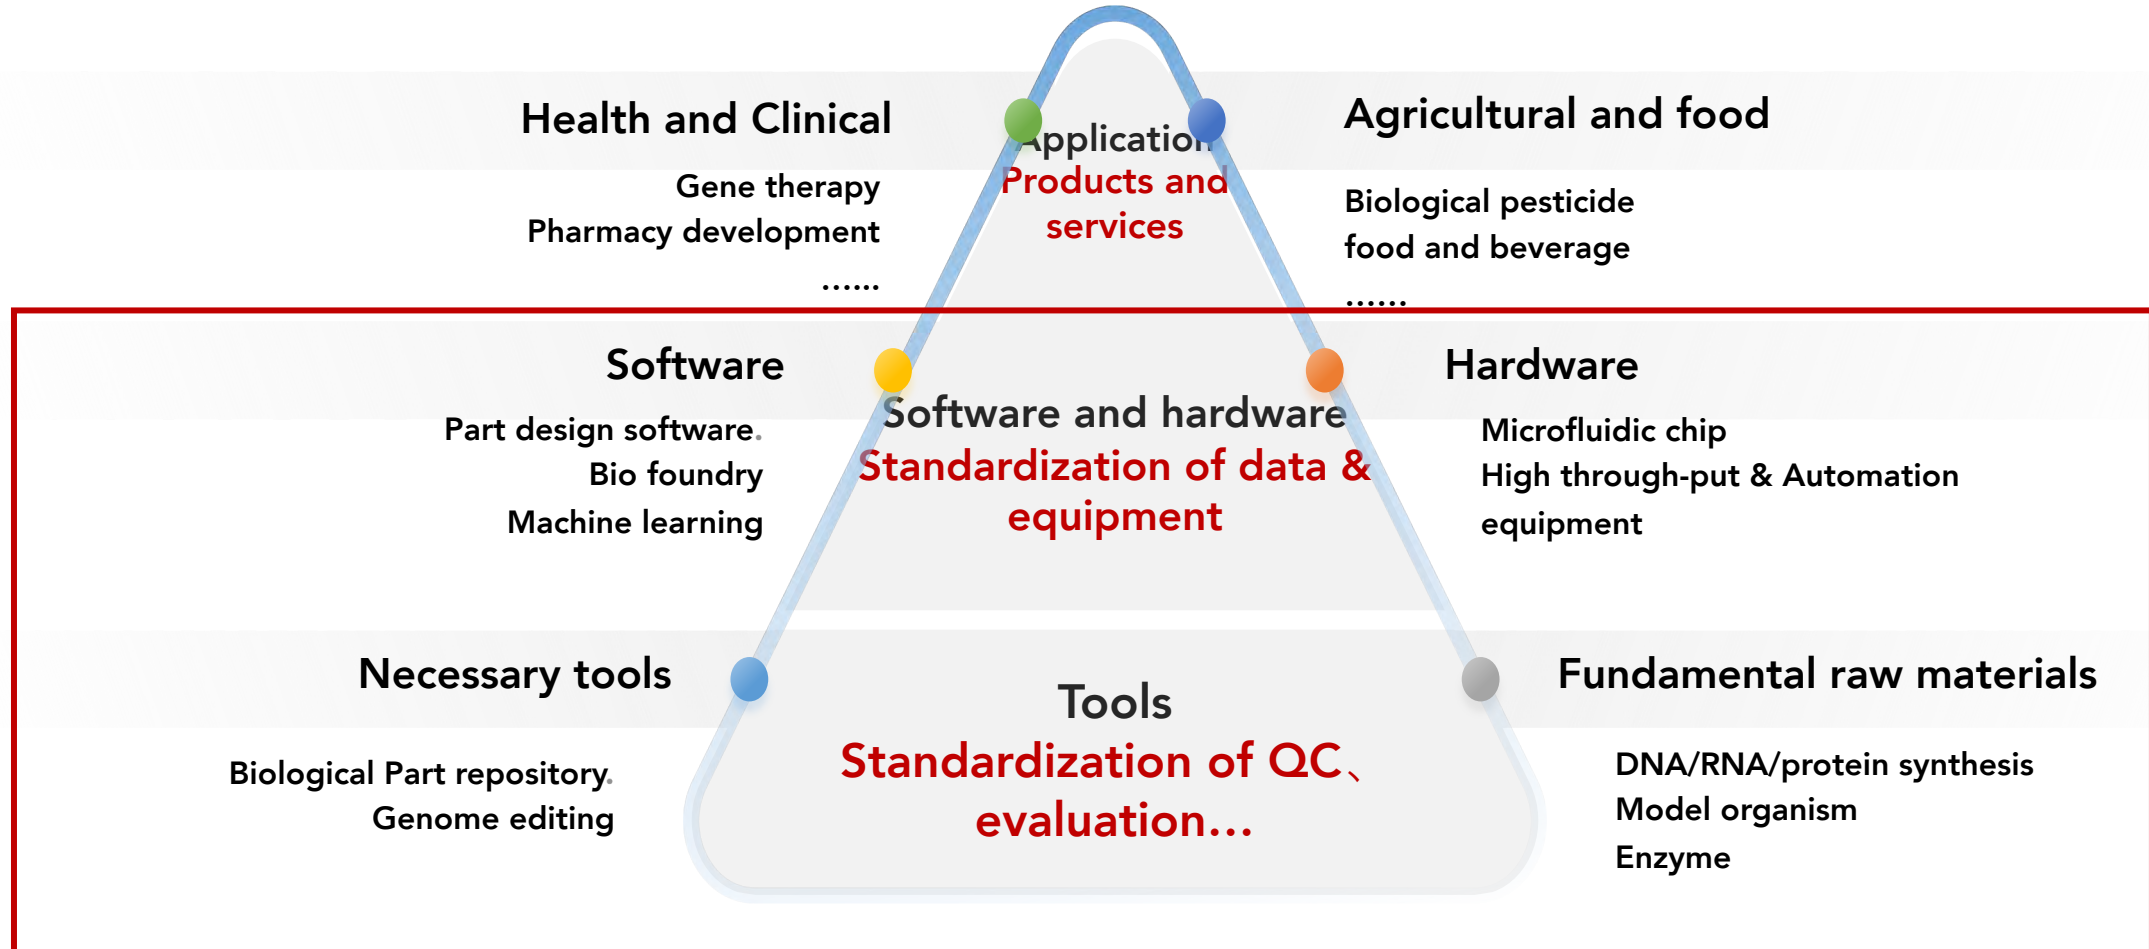 Health and Clinical
Gene therapy
Pharmacy development
…...
Application
Products and
services
Agricultural and food
Biological pesticide
food and beverage
……
Software
Part design software.
Bio foundry
Machine learning
Software and hardware
Standardization of data &
equipment
Hardware
Microfluidic chip
High through-put & Automation
equipment
Necessary tools
Biological Part repository.
Genome editing
Tools
Standardization of QC、
evaluation…
Fundamental raw materials
DNA/RNA/protein synthesis
Model organism
Enzyme